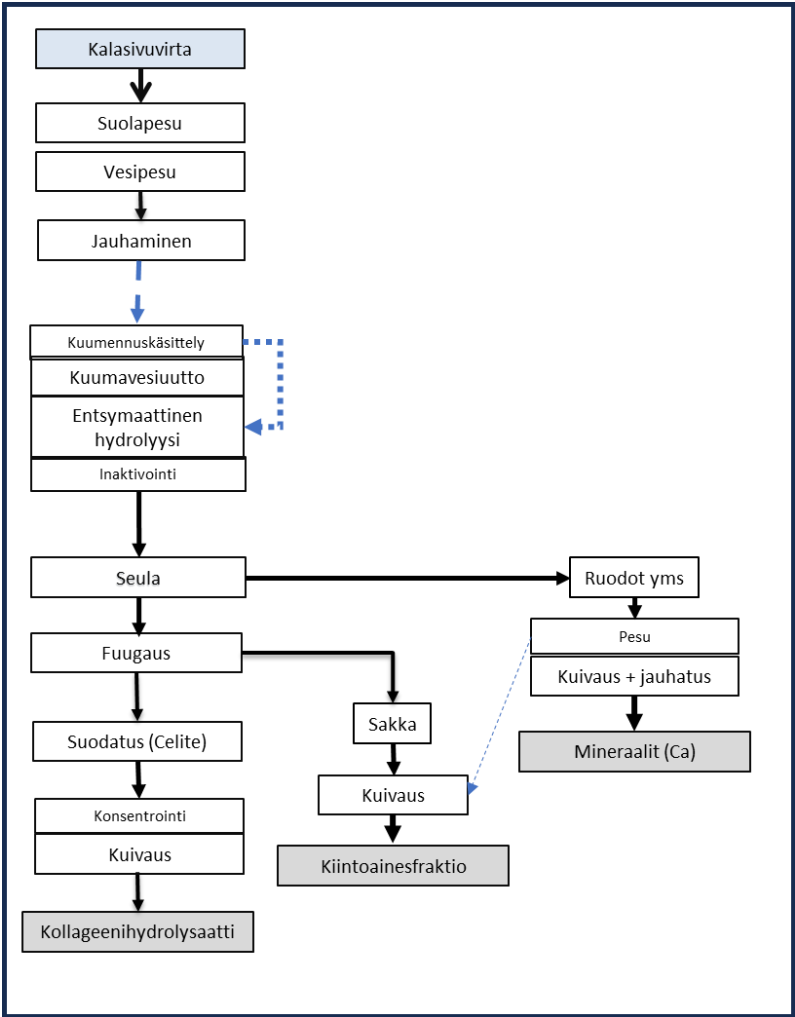 Kalasivuvirta
Suolapesu
Vesipesu
Jauhaminen
Kuumennuskäsittely
Kuumavesiuutto
Entsymaattinen
hydrolyysi
Inaktivointi
Seula
Ruodot yms
Pesu
Kuivaus + jauhatus
Mineraalit (Ca)
Fuugaus
Sakka
Kuivaus
Kiintoainesfraktio
Suodatus (Celite)
Konsentrointi
Kuivaus
Kollageenihydrolysaatti